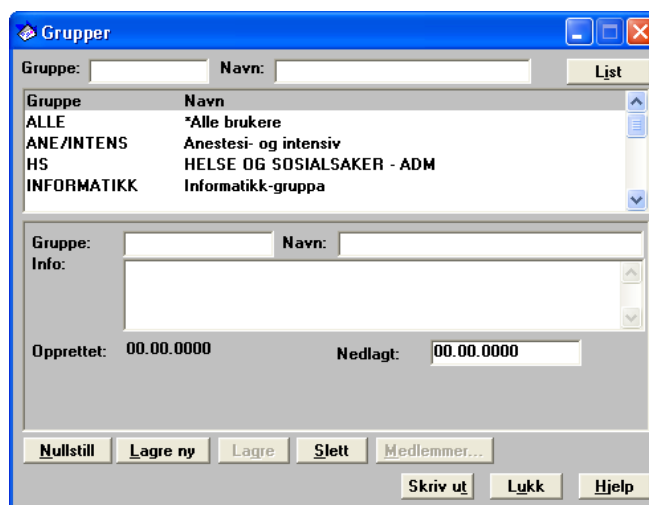 Grupper
Gruppe: Navn: List
Gruppe Navn
ALLE *Alle brukere
ANE/INTENS Anestesi- og intensiv
HS HELSE OG SOSIALSAKER - ADM
INFORMATIKK Informatikk-gruppa
Gruppe: Navn:
Info:
Opprettet: 00.00.0000 Nedlagt: 00.00.0000
Nullstill Lagre ny Lagre Slett Medlemmer...
Skriv ut Lukk Hjelp